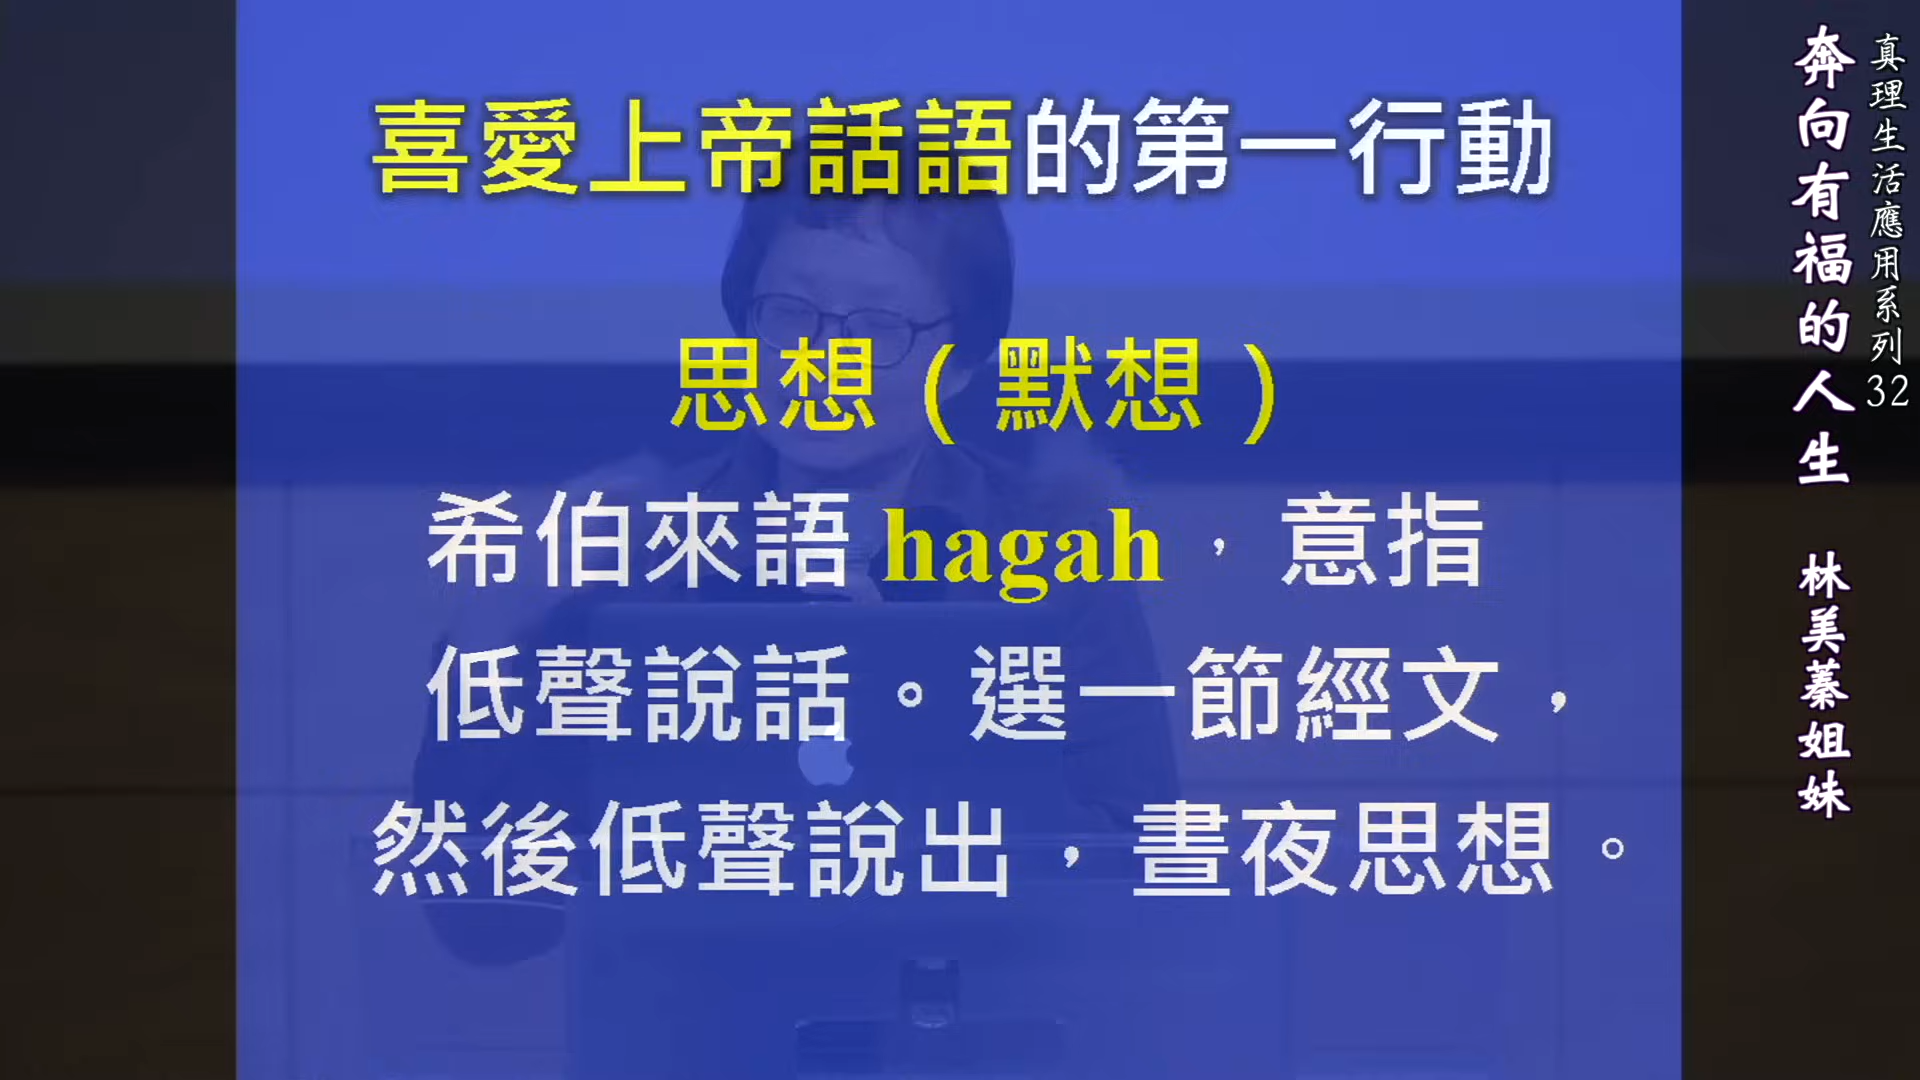 喜愛上帝話語的第一行動
思想（默想）
希伯來語 hagah，意指
低聲說話。選一節經文，
然後低聲說出，晝夜思想。
真理生活應用系列32
奔向有福的人生 林美蓁姐妹